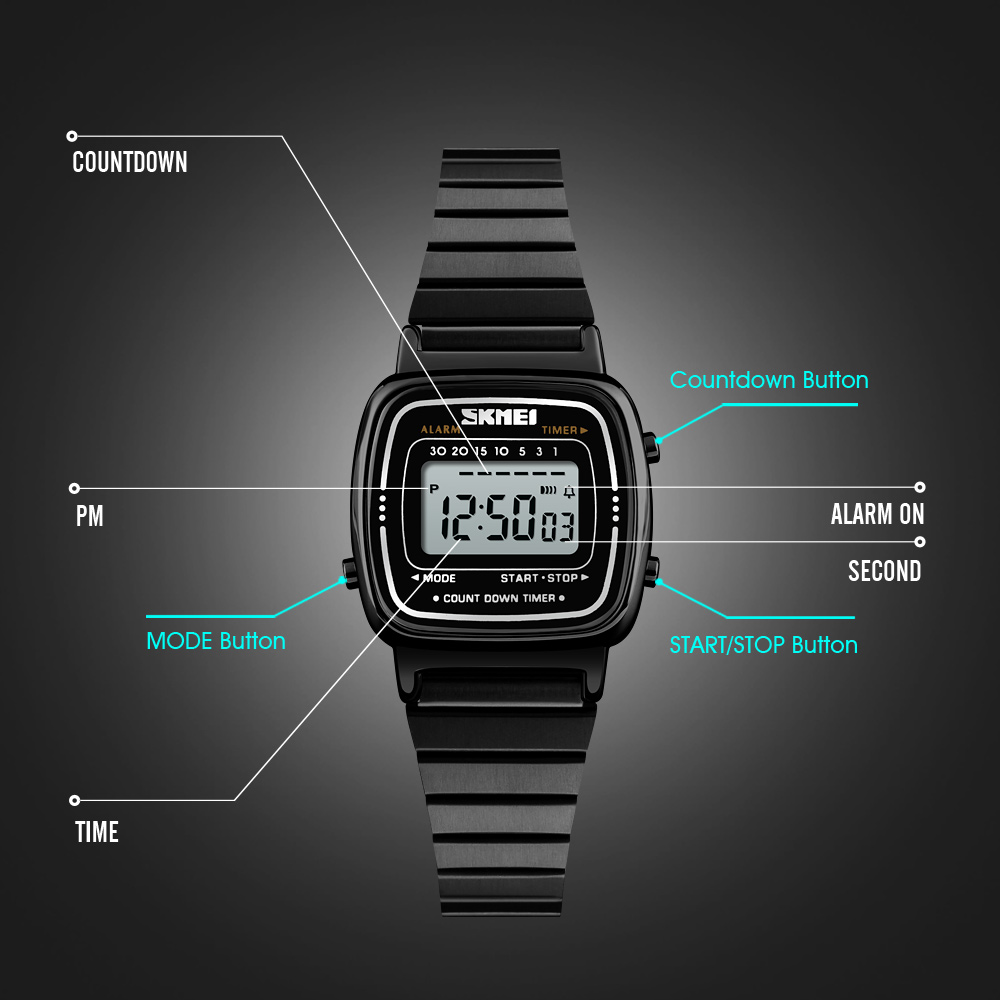 COUNTDOWN
Countdown Button
SKMEI
ALARM TIMER
30 20 15 10 5 3 1
P
12:50 03
PM
ALARM ON
SECOND
MODE START·STOP
COUNT DOWN TIMER
MODE Button
START/STOP Button
TIME